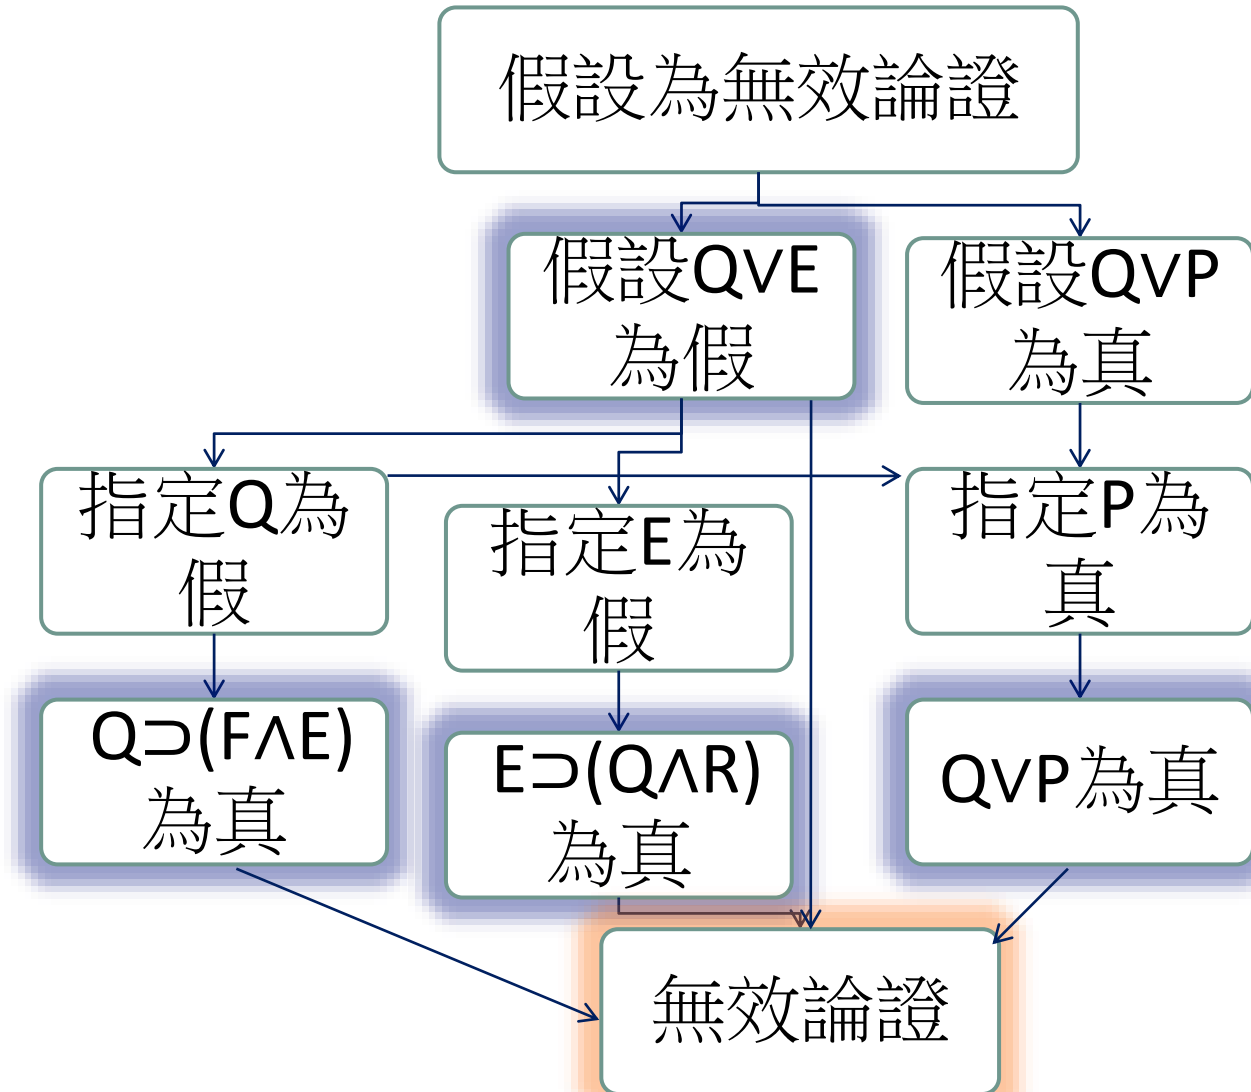 假設為無效論證
假設Q∨E
為假
假設Q∨P
為真
指定Q為
假
指定E為
假
指定P為
真
Q⊃(F∧E)
為真
E⊃(Q∧R)
為真
Q∨P為真
無效論證